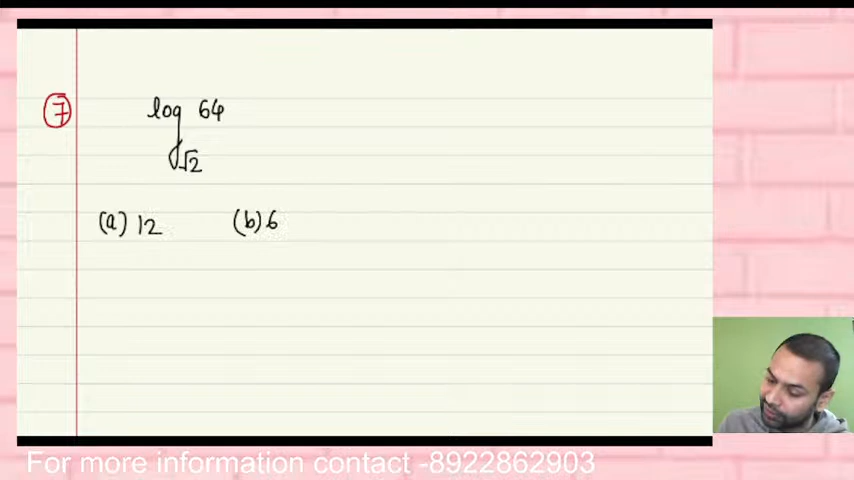 ⑦ log 64
√2
(a) 12 (b) 6
For more information contact -8922862903